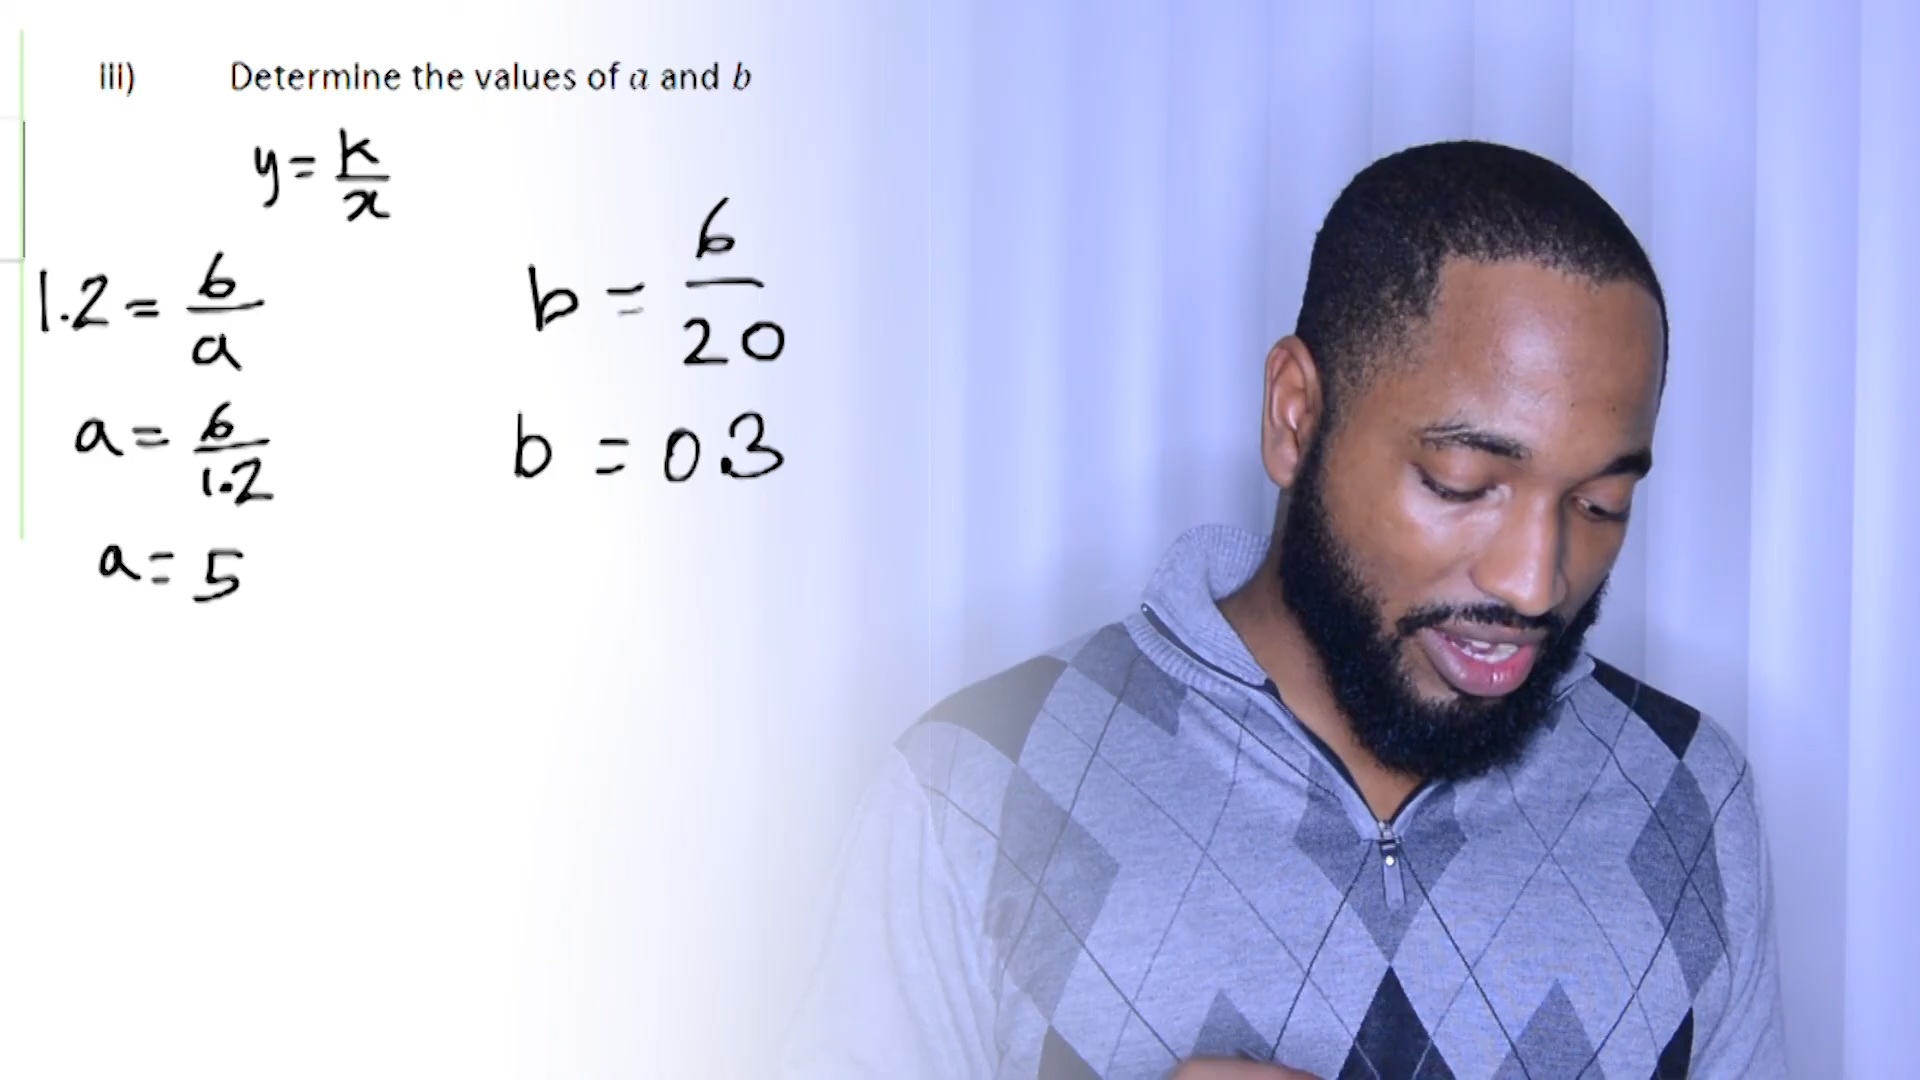 iii) Determine the values of a and b
y = k/x
1.2 = 6/a
a = 6/1.2
a = 5
b = 6/20
b = 0.3